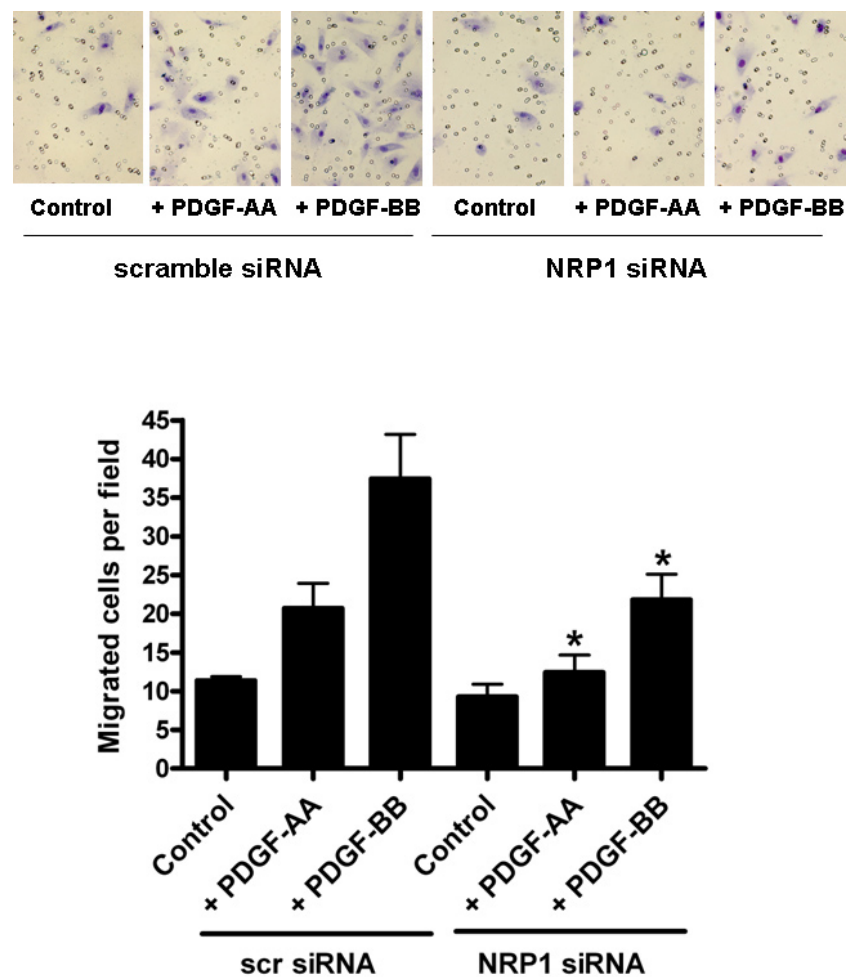 Control + PDGF-AA + PDGF-BB Control + PDGF-AA + PDGF-BB
scramble siRNA NRP1 siRNA
Migrated cells per field
45
40
35
30
25
20
15
10
5
0
* *
Control + PDGF-AA + PDGF-BB Control + PDGF-AA + PDGF-BB
scr siRNA NRP1 siRNA